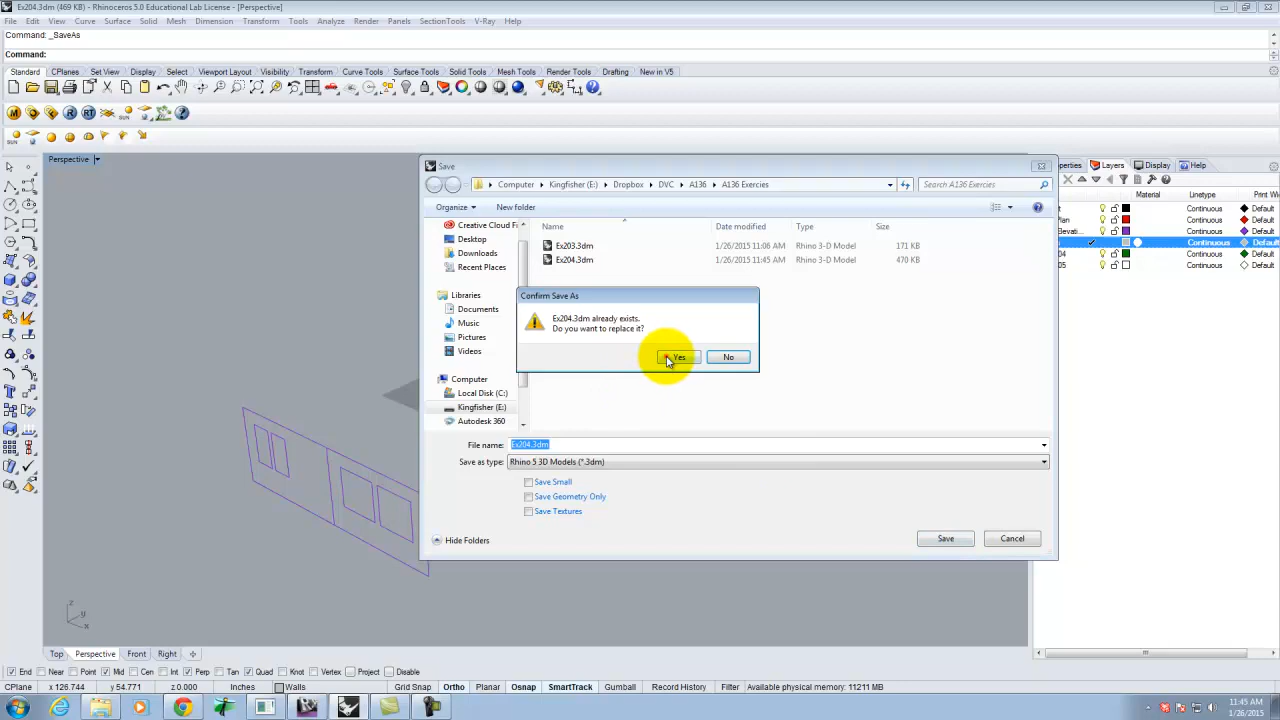 Ex204.3dm (469 KB) - Rhinoceros 5.0 Educational Lab License - [Perspective]
File Edit View Curve Surface Solid Mesh Dimension Transform Tools Analyze Render Panels SectionTools V-Ray Help
Command: _SaveAs
Command:
Standard CPlanes Set View Display Select Viewport Layout Visibility Transform Curve Tools Surface Tools Solid Tools Mesh Tools Render Tools Drafting New in V5
Perspective
Save
Computer Kingfisher (E:) Dropbox DVC A136 A136 Exercies
Search A136 Exercies
Organize New folder
Creative Cloud Fi
Desktop
Downloads
Recent Places
Libraries
Documents
Music
Pictures
Videos
Computer
Local Disk (C:)
Kingfisher (E:)
Autodesk 360
Name Date modified Type Size
Ex203.3dm 1/26/2015 11:06 AM Rhino 3-D Model 171 KB
Ex204.3dm 1/26/2015 11:45 AM Rhino 3-D Model 470 KB
Confirm Save As
Ex204.3dm already exists.
Do you want to replace it?
Yes No
File name: Ex204.3dm
Save as type: Rhino 5 3D Models (*.3dm)
Save Small
Save Geometry Only
Save Textures
Hide Folders
Save Cancel
perties Layers Display Help
Material Linetype Print Wi
Continuous Default
lan Continuous Default
Elevati Continuous Default
Continuous Default
04 Continuous Default
05 Continuous Default
z
y
x
Top Perspective Front Right
End Near Point Mid Cen Int Perp Tan Quad Knot Vertex Project Disable
CPlane x 126.744 y 54.771 z 0.000 Inches Walls Grid Snap Ortho Planar Osnap SmartTrack Gumball Record History Filter Available physical memory: 11211 MB
11:45 AM
1/26/2015